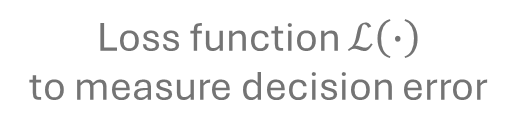 Loss function ℒ(·)
to measure decision error